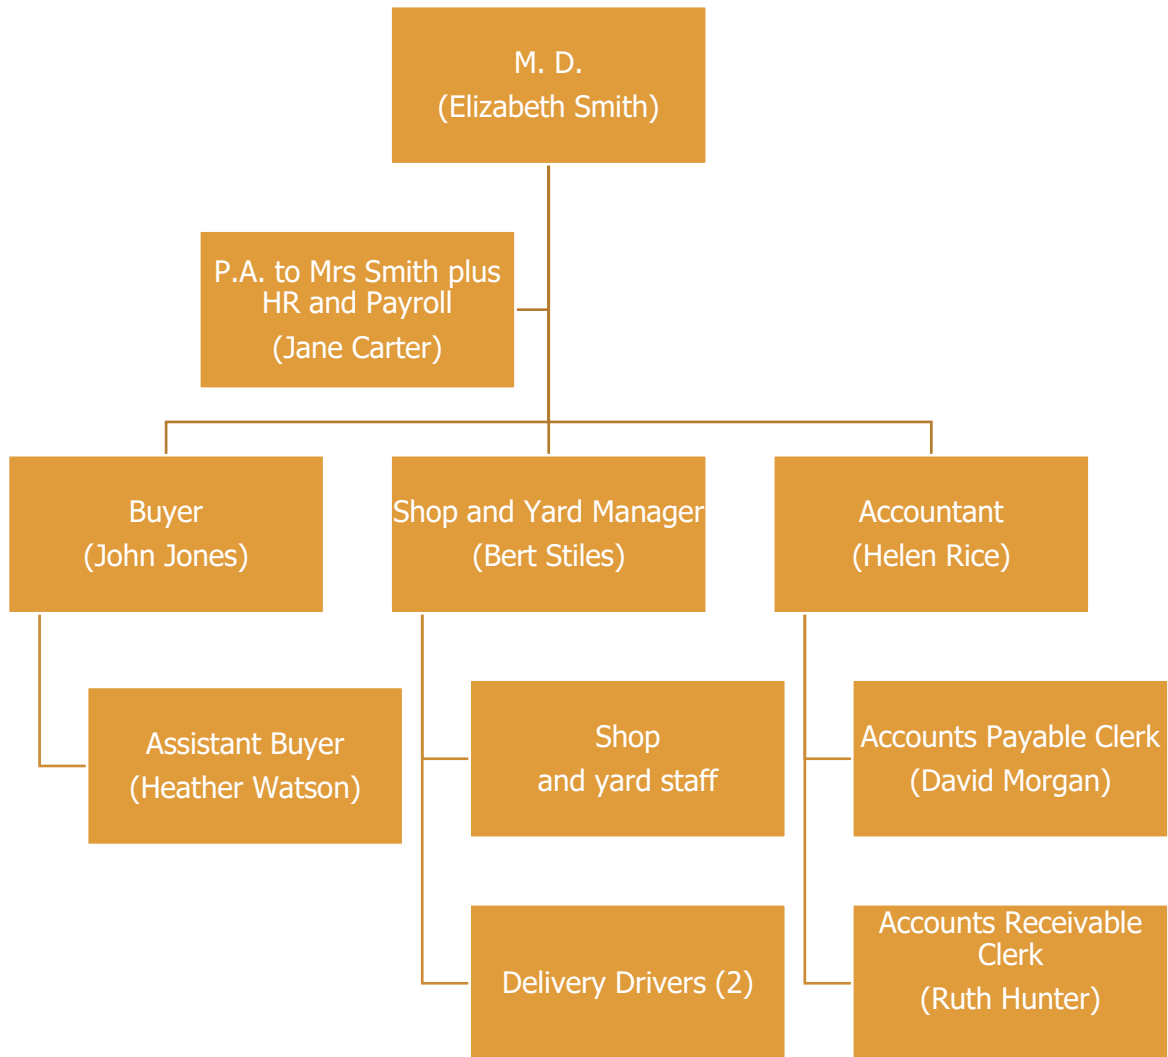 M. D.
(Elizabeth Smith)
P.A. to Mrs Smith plus
HR and Payroll
(Jane Carter)
Buyer
(John Jones)
Shop and Yard Manager
(Bert Stiles)
Accountant
(Helen Rice)
Assistant Buyer
(Heather Watson)
Shop
and yard staff
Accounts Payable Clerk
(David Morgan)
Delivery Drivers (2)
Accounts Receivable
Clerk
(Ruth Hunter)